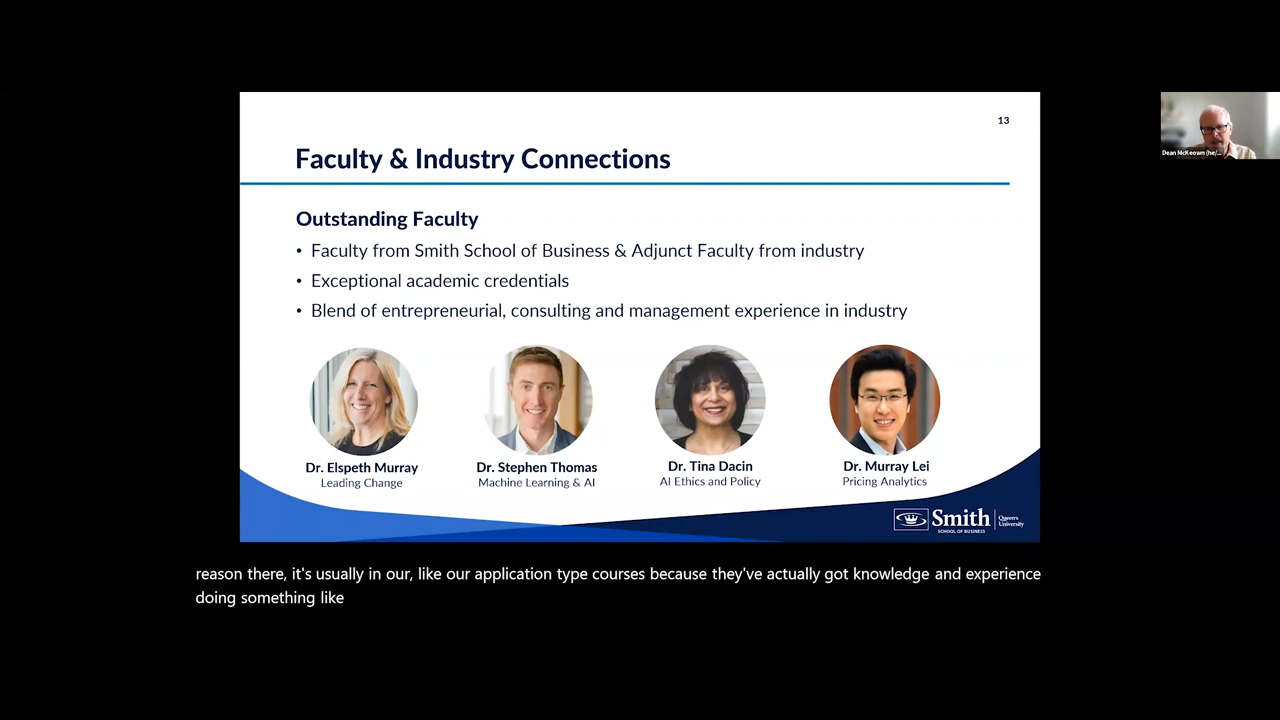 13
Faculty & Industry Connections
Outstanding Faculty
• Faculty from Smith School of Business & Adjunct Faculty from industry
• Exceptional academic credentials
• Blend of entrepreneurial, consulting and management experience in industry
Dr. Elspeth Murray
Leading Change
Dr. Stephen Thomas
Machine Learning & AI
Dr. Tina Dacin
AI Ethics and Policy
Dr. Murray Lei
Pricing Analytics
Smith
SCHOOL OF BUSINESS
Queen's
University
Dean McKeown (he/...
reason there, it's usually in our, like our application type courses because they've actually got knowledge and experience
doing something like